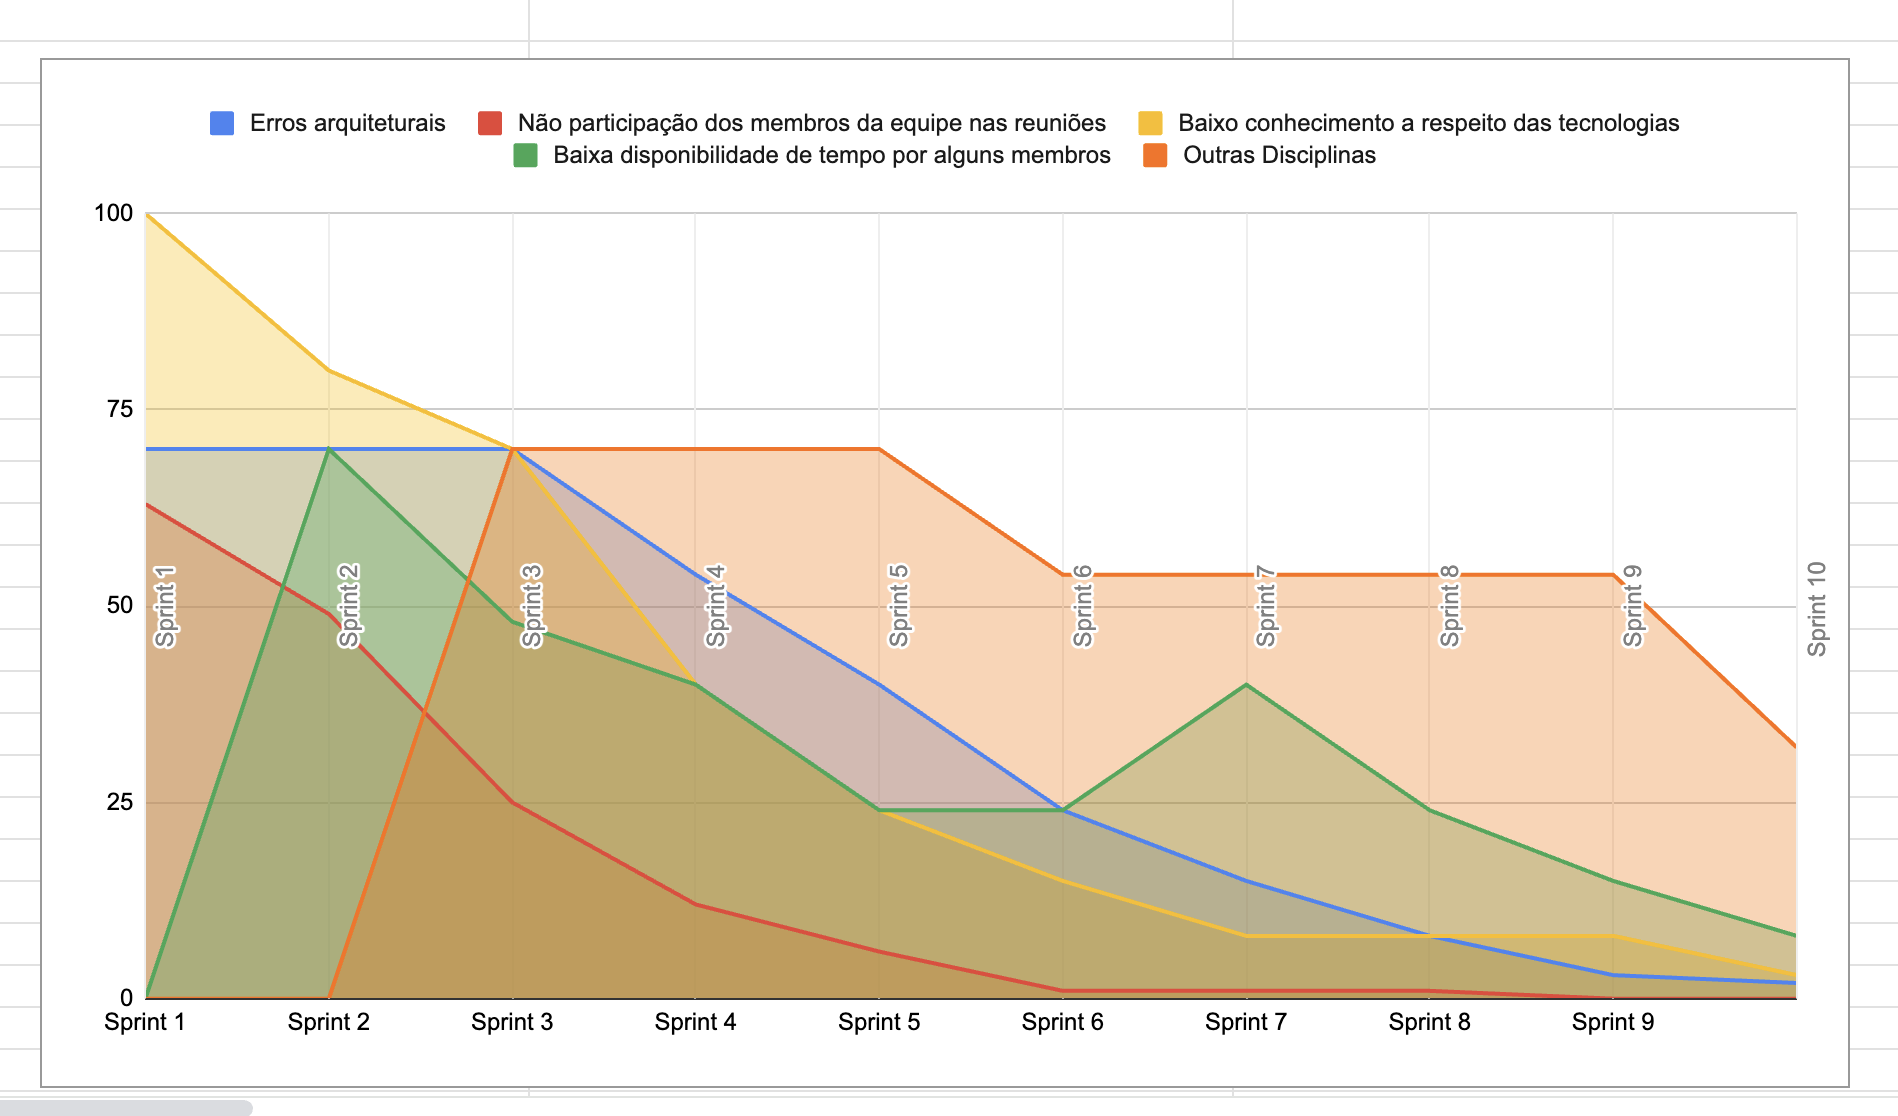 Erros arquiteturais Não participação dos membros da equipe nas reuniões Baixo conhecimento a respeito das tecnologias
Baixa disponibilidade de tempo por alguns membros Outras Disciplinas
100
75
50
25
0
Sprint 1 Sprint 2 Sprint 3 Sprint 4 Sprint 5 Sprint 6 Sprint 7 Sprint 8 Sprint 9 Sprint 10
Sprint 1 Sprint 2 Sprint 3 Sprint 4 Sprint 5 Sprint 6 Sprint 7 Sprint 8 Sprint 9